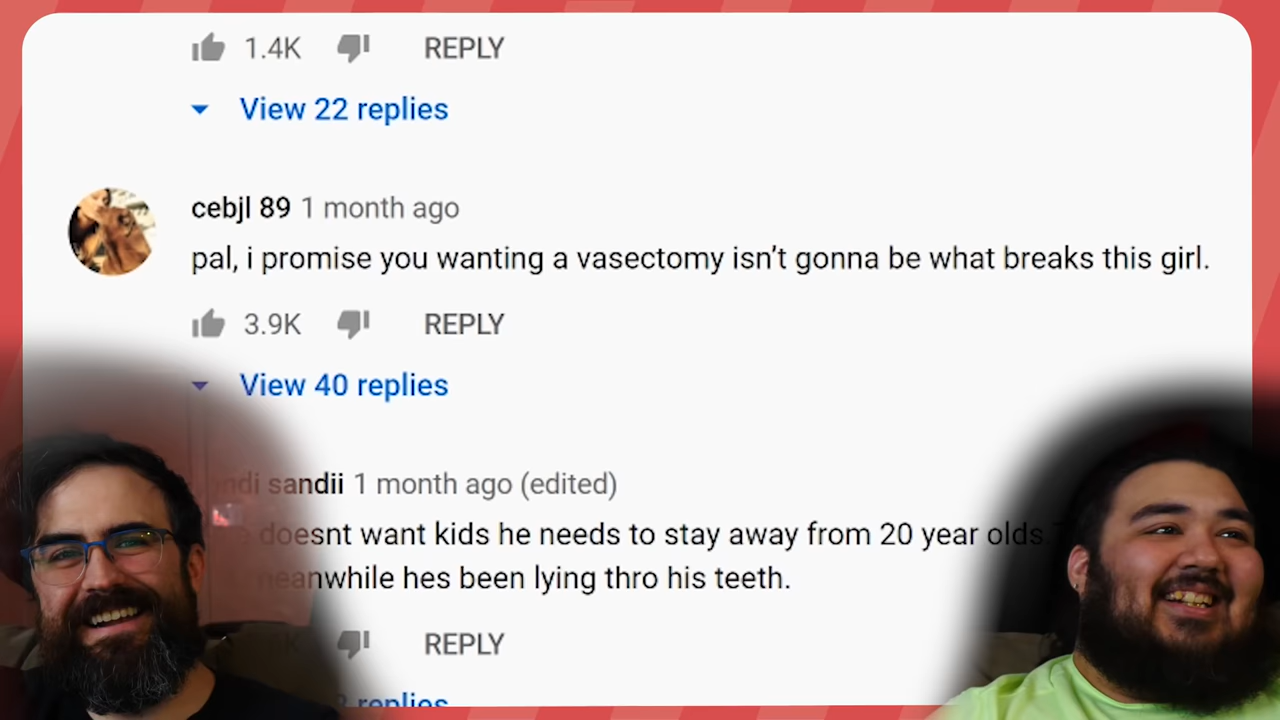 1.4K REPLY
View 22 replies
cebjl 89 1 month ago
pal, i promise you wanting a vasectomy isn't gonna be what breaks this girl.
3.9K REPLY
View 40 replies
sandii 1 month ago (edited)
doesnt want kids he needs to stay away from 20 year olds.
meanwhile hes been lying thro his teeth.
REPLY
replies